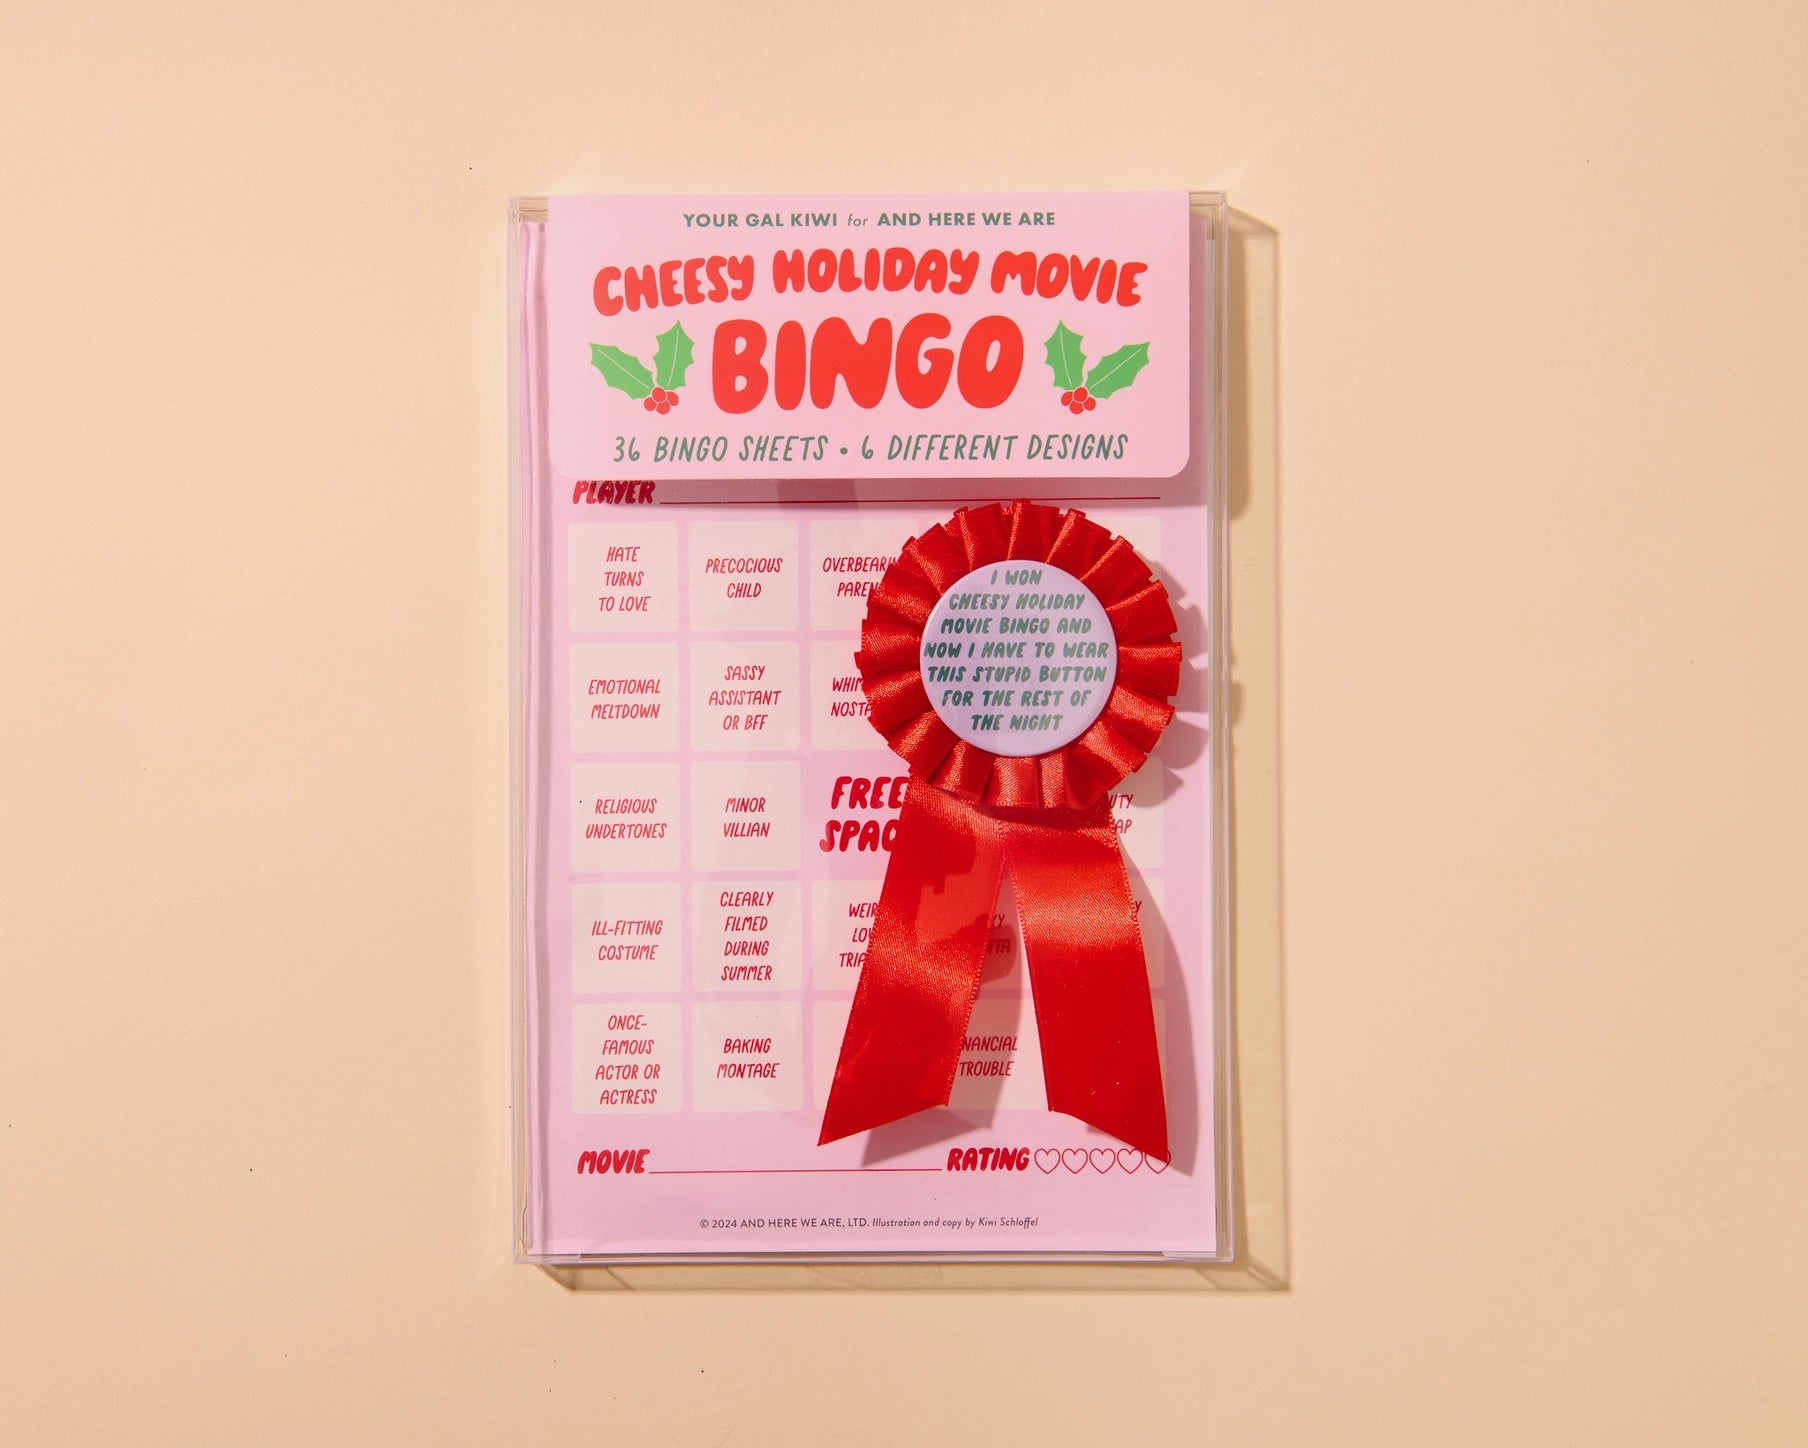 YOUR GAL KIWI for AND HERE WE ARE
CHEESY HOLIDAY MOVIE
BINGO
36 BINGO SHEETS • 6 DIFFERENT DESIGNS
PLAYER
HATE
TURNS
TO LOVE
PRECOCIOUS
CHILD
I WON
CHEESY HOLIDAY
MOVIE BINGO AND
NOW I HAVE TO WEAR
THIS STUPID BUTTON
FOR THE REST OF
THE NIGHT
EMOTIONAL
MELTDOWN
SASSY
ASSISTANT
OR BFF
RELIGIOUS
UNDERTONES
MINOR
VILLIAN
FREE
ILL-FITTING
COSTUME
CLEARLY
FILMED
DURING
SUMMER
ONCE-
FAMOUS
ACTOR OR
ACTRESS
BAKING
MONTAGE
TROUBLE
MOVIE
RATING
© 2024 AND HERE WE ARE, LTD. Illustration and copy by Kiwi Schloffel